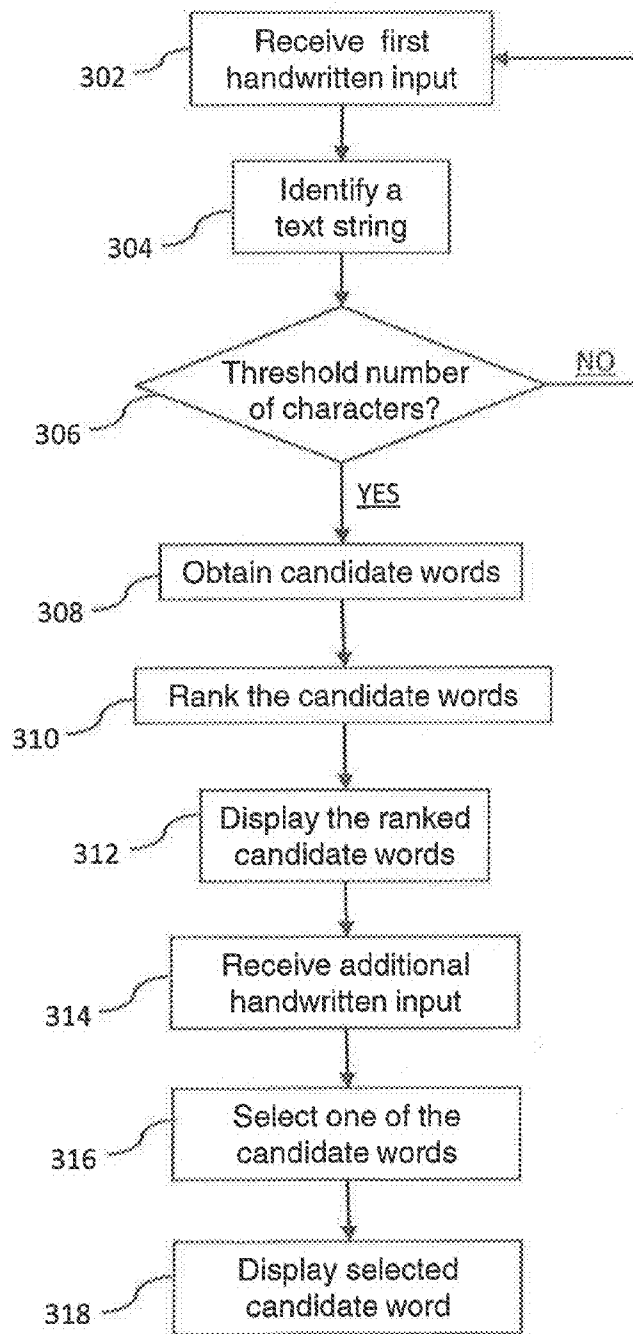 Receive first
handwritten input
302
Identify a
text string
304
Threshold number
of characters?
NO
306
YES
Obtain candidate words
308
Rank the candidate words
310
Display the ranked
candidate words
312
Receive additional
handwritten input
314
Select one of the
candidate words
316
Display selected
candidate word
318